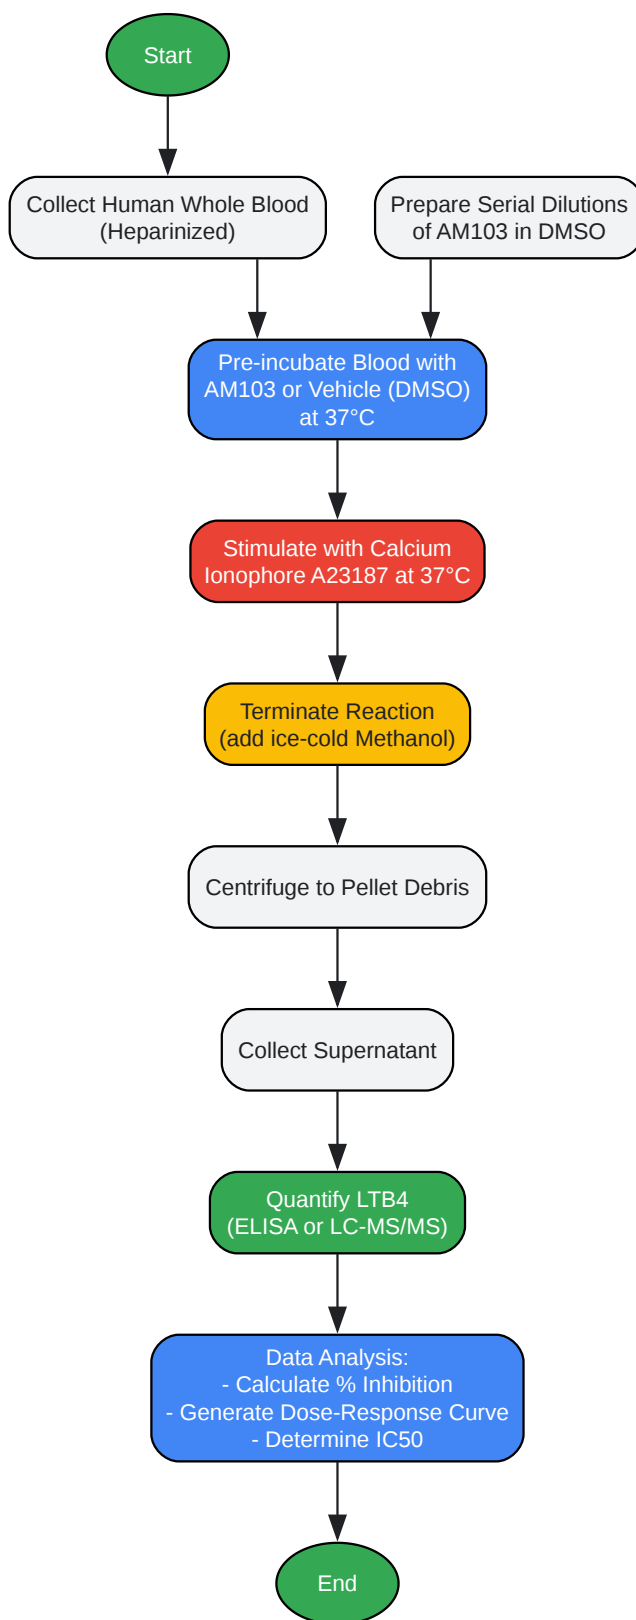 Start
Collect Human Whole Blood
(Heparinized)
Prepare Serial Dilutions
of AM103 in DMSO
Pre-incubate Blood with
AM103 or Vehicle (DMSO)
at 37°C
Stimulate with Calcium
Ionophore A23187 at 37°C
Terminate Reaction
(add ice-cold Methanol)
Centrifuge to Pellet Debris
Collect Supernatant
Quantify LTB4
(ELISA or LC-MS/MS)
Data Analysis:
- Calculate % Inhibition
- Generate Dose-Response Curve
- Determine IC50
End